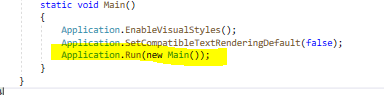 static void Main()
{
Application.EnableVisualStyles();
Application.SetCompatibleTextRenderingDefault(false);
Application.Run(new Main());
}
}